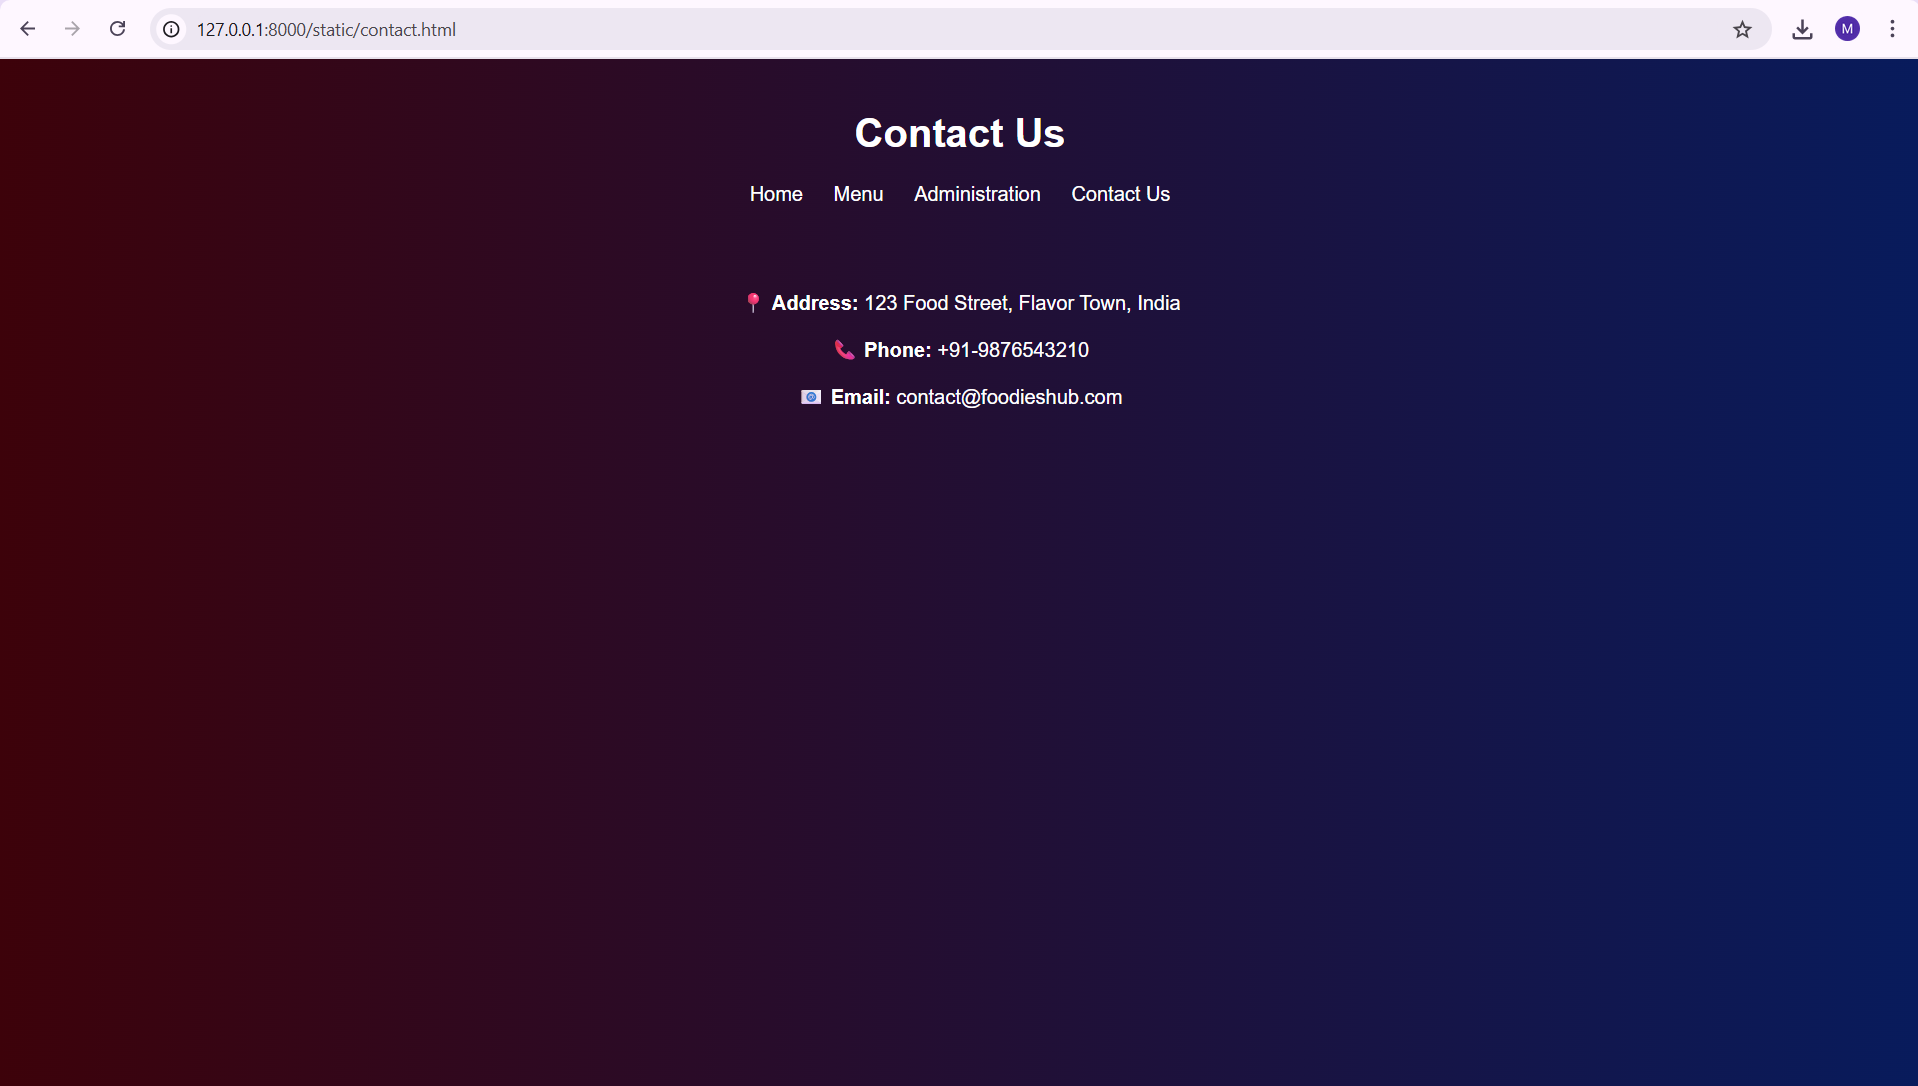 127.0.0.1:8000/static/contact.html
M
Contact Us
Home Menu Administration Contact Us
📍 Address: 123 Food Street, Flavor Town, India
📞 Phone: +91-9876543210
📧 Email: contact@foodieshub.com